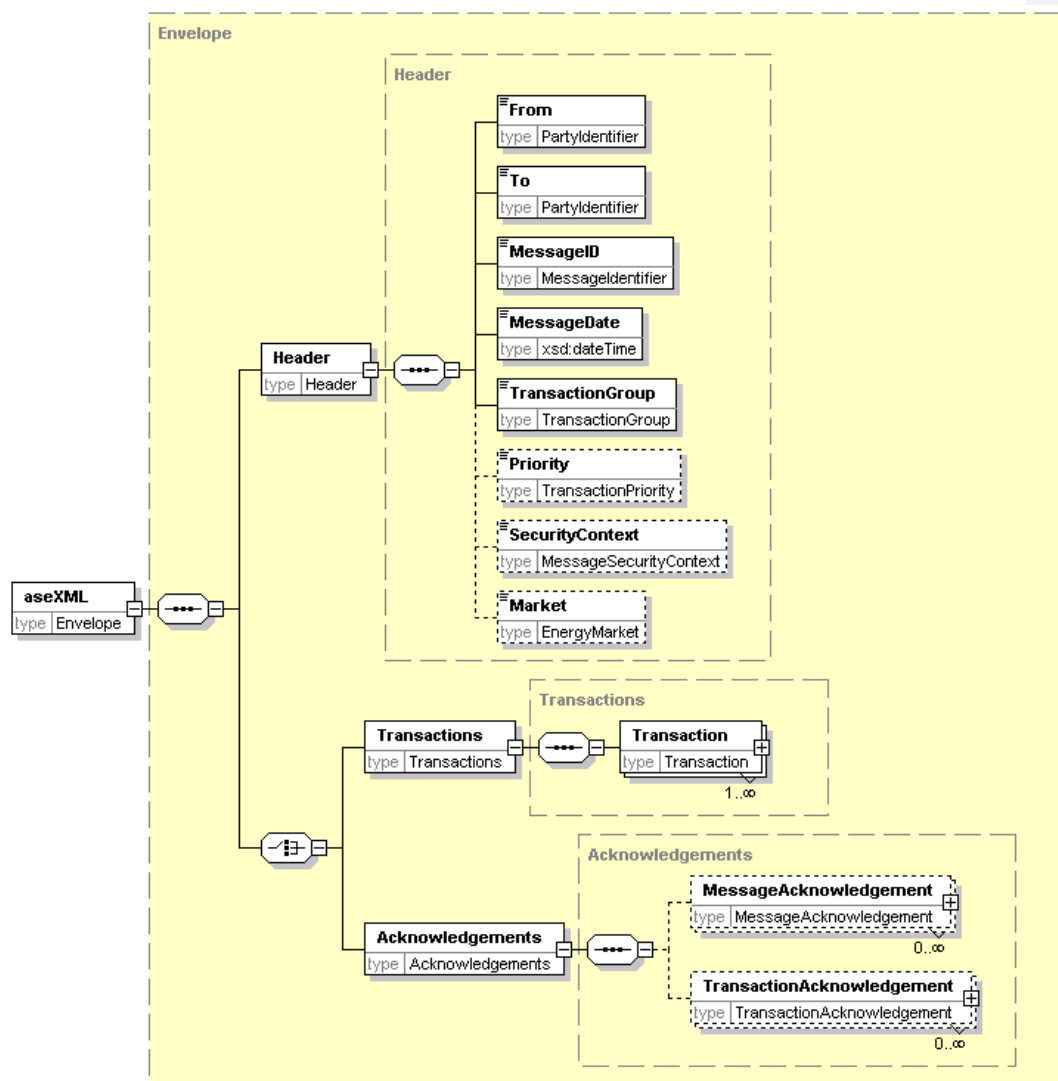 Envelope
Header
From
type PartyIdentifier
To
type PartyIdentifier
MessageID
type MessageIdentifier
MessageDate
type xsd:dateTime
Header
type Header
TransactionGroup
type TransactionGroup
Priority
type TransactionPriority
SecurityContext
type MessageSecurityContext
aseXML
type Envelope
Market
type EnergyMarket
Transactions
Transactions
type Transactions
Transaction
type Transaction
1..∞
Acknowledgements
MessageAcknowledgement
type MessageAcknowledgement
0..∞
Acknowledgements
type Acknowledgements
TransactionAcknowledgement
type TransactionAcknowledgement
0..∞